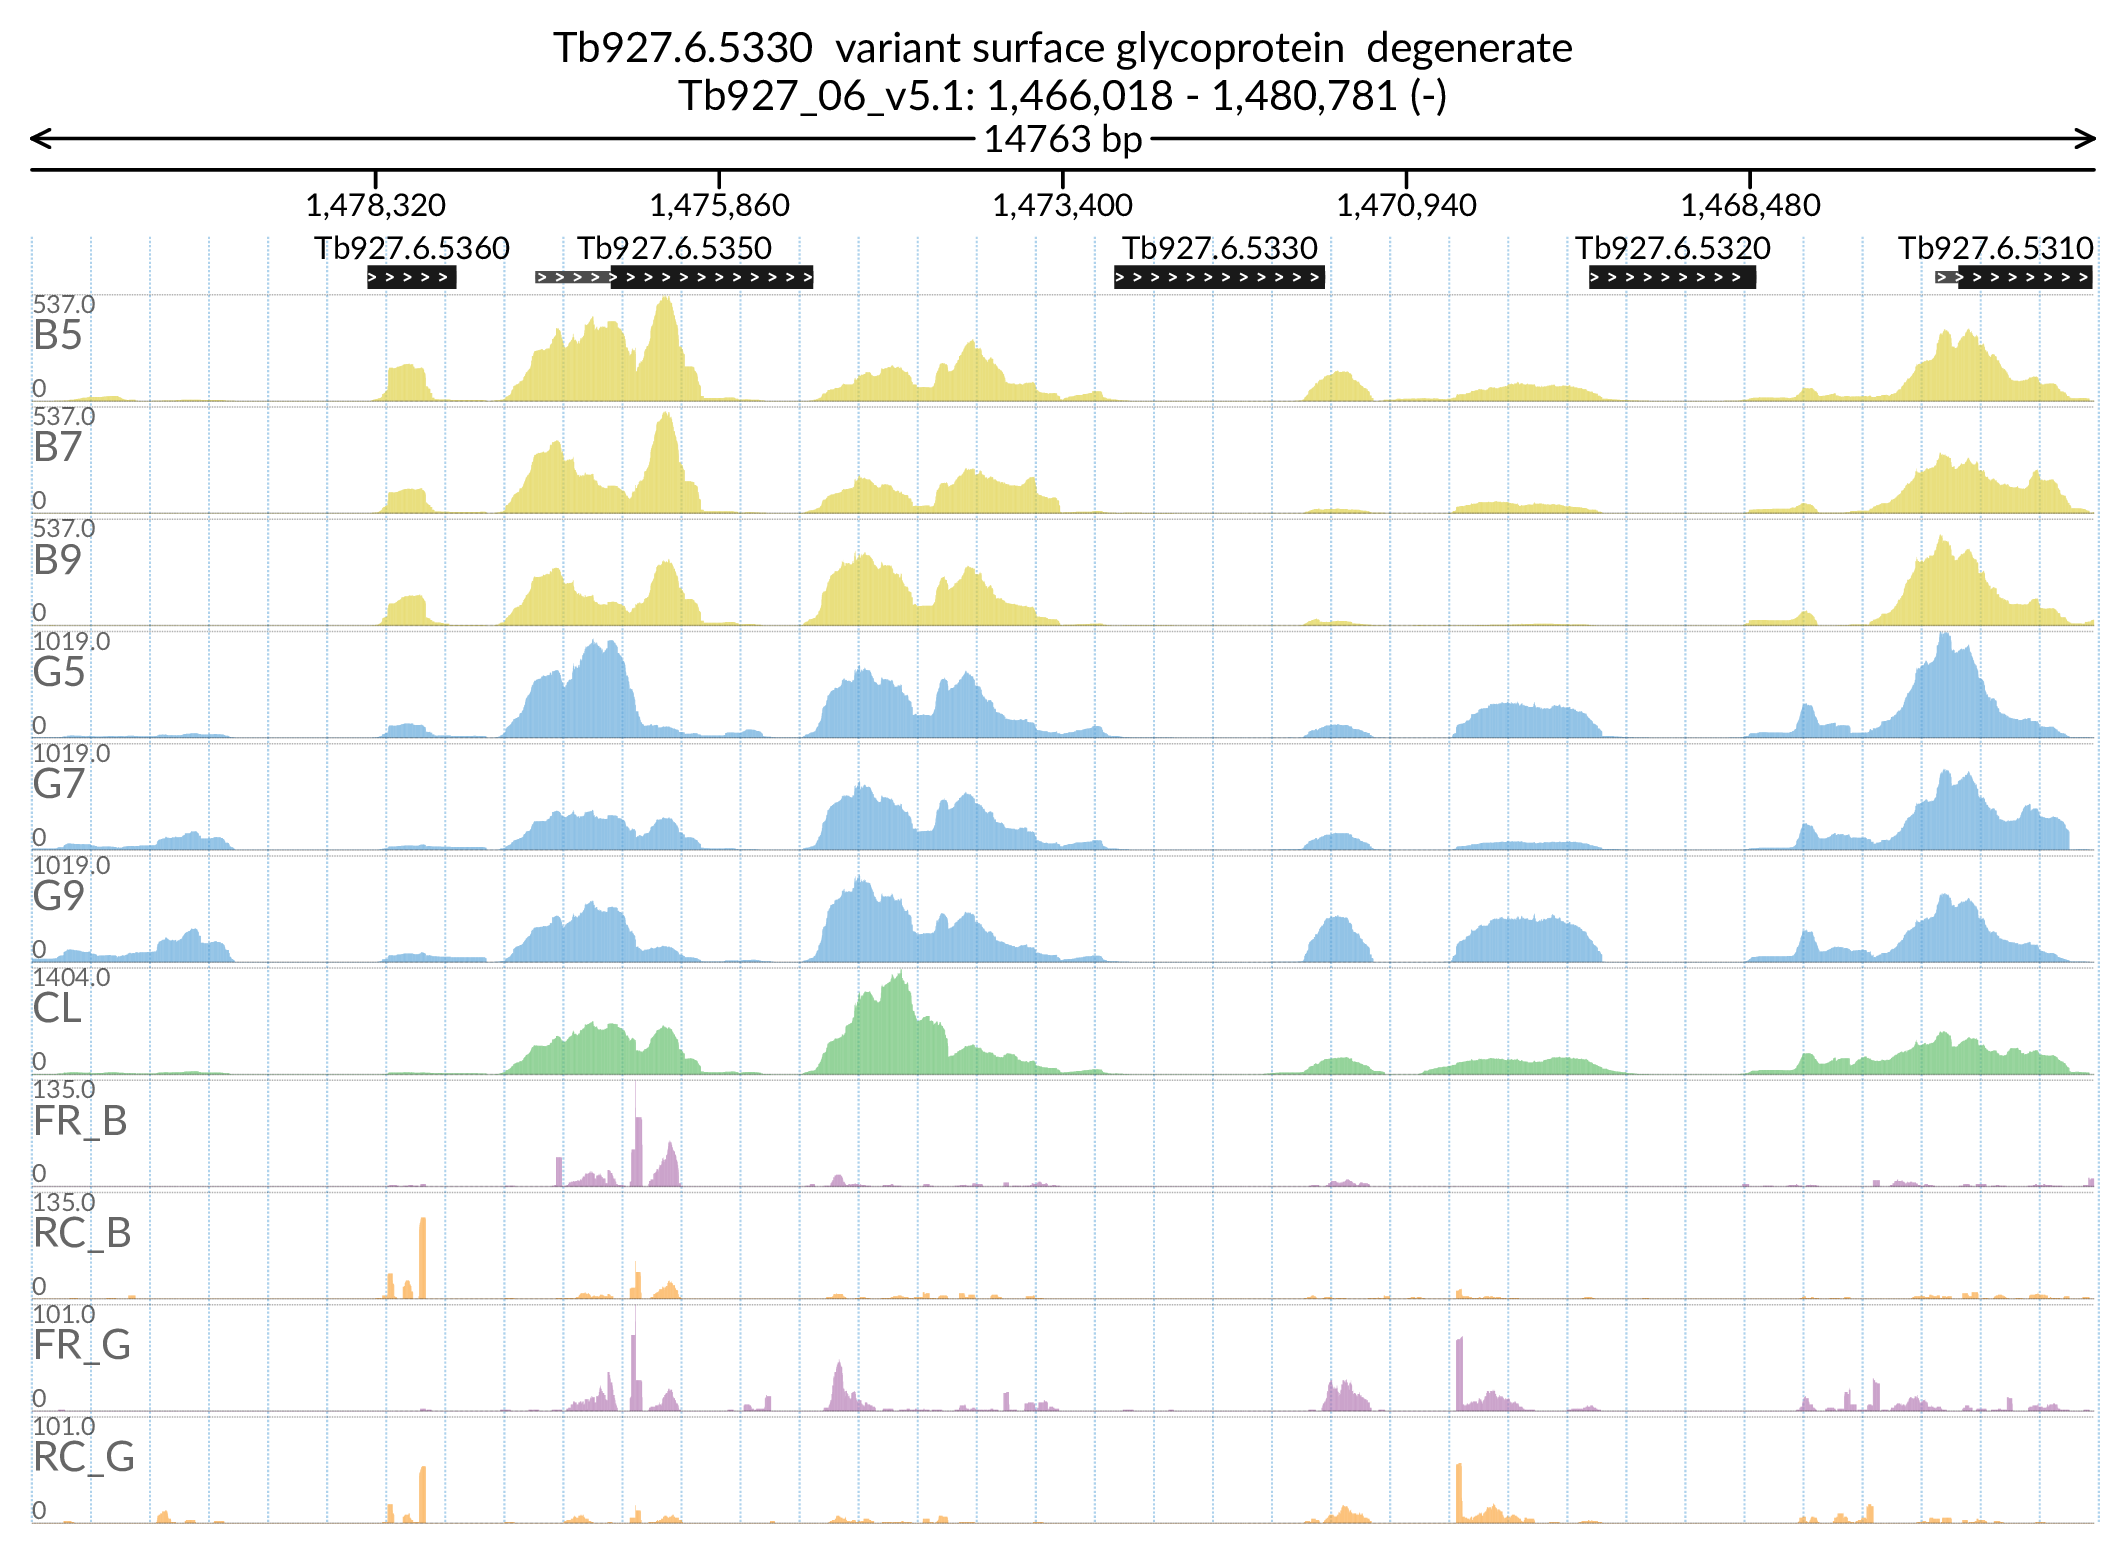 Tb927.6.5330  variant surface glycoprotein  degenerate
Tb927_06_v5.1: 1,466,018 - 1,480,781 (-)
14763 bp
1,478,320 1,475,860 1,473,400 1,470,940 1,468,480
Tb927.6.5360 Tb927.6.5350 Tb927.6.5330 Tb927.6.5320 Tb927.6.5310
537.0
B5
0
537.0
B7
0
537.0
B9
0
1019.0
G5
0
1019.0
G7
0
1019.0
G9
0
1404.0
CL
0
135.0
FR_B
0
135.0
RC_B
0
101.0
FR_G
0
101.0
RC_G
0